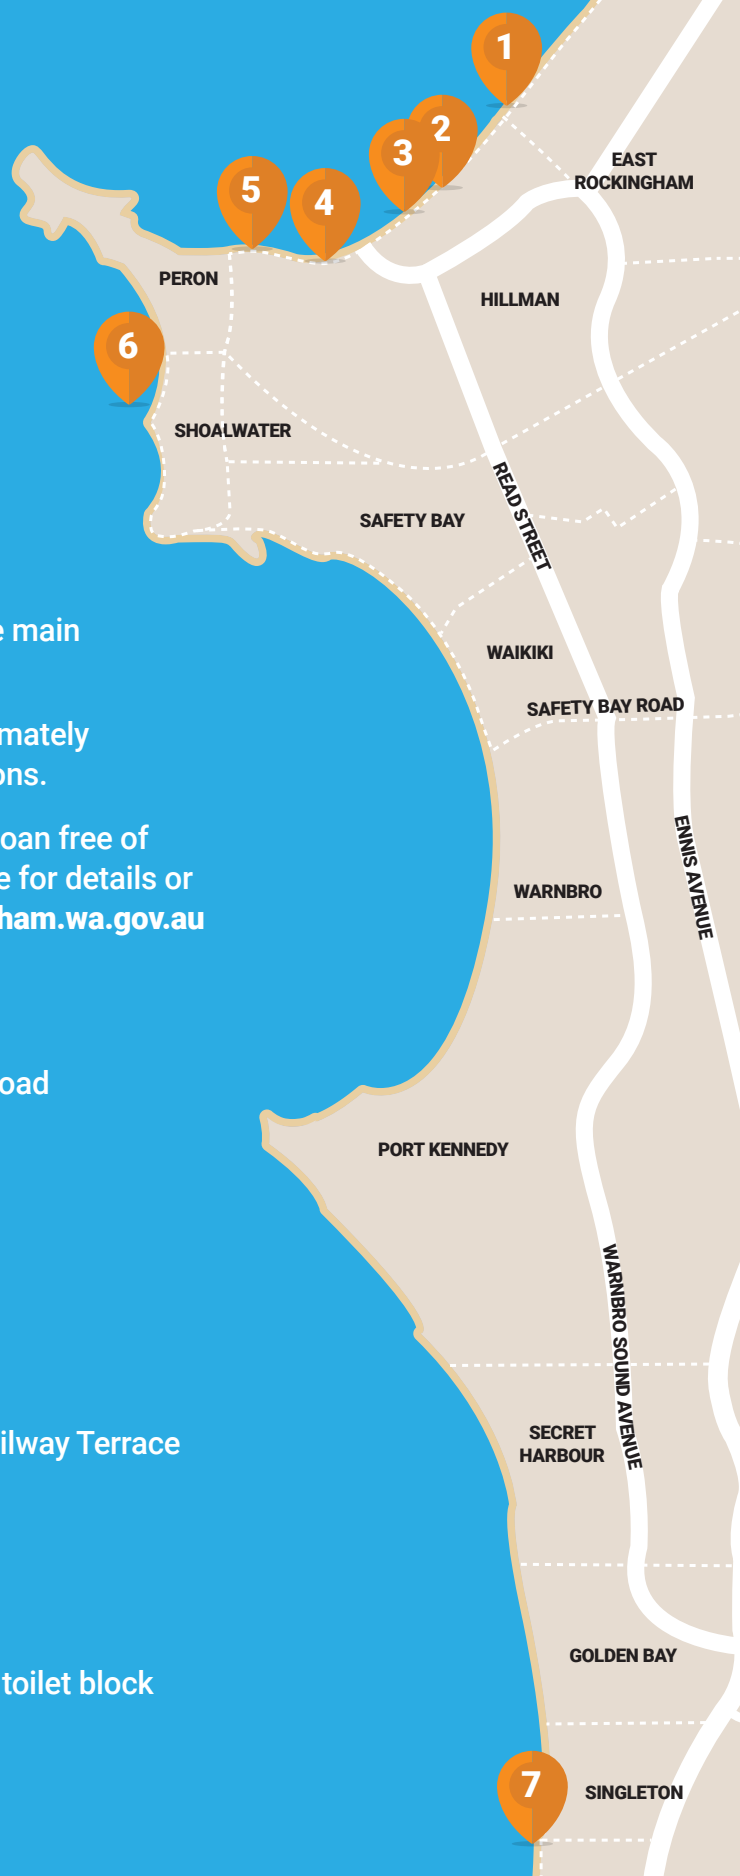 1
2
3
EAST
ROCKINGHAM
5
4
PERON
HILLMAN
6
SHOALWATER
READ STREET
SAFETY BAY
main
WAIKIKI
SAFETY BAY ROAD
ons.
free of
for details or
ENNIS AVENUE
WARNBRO
ham.wa.gov.au
oad
PORT KENNEDY
WARNBRO SOUND AVENUE
SECRET
HARBOUR
ilway Terrace
GOLDEN BAY
toilet block
7
SINGLETON